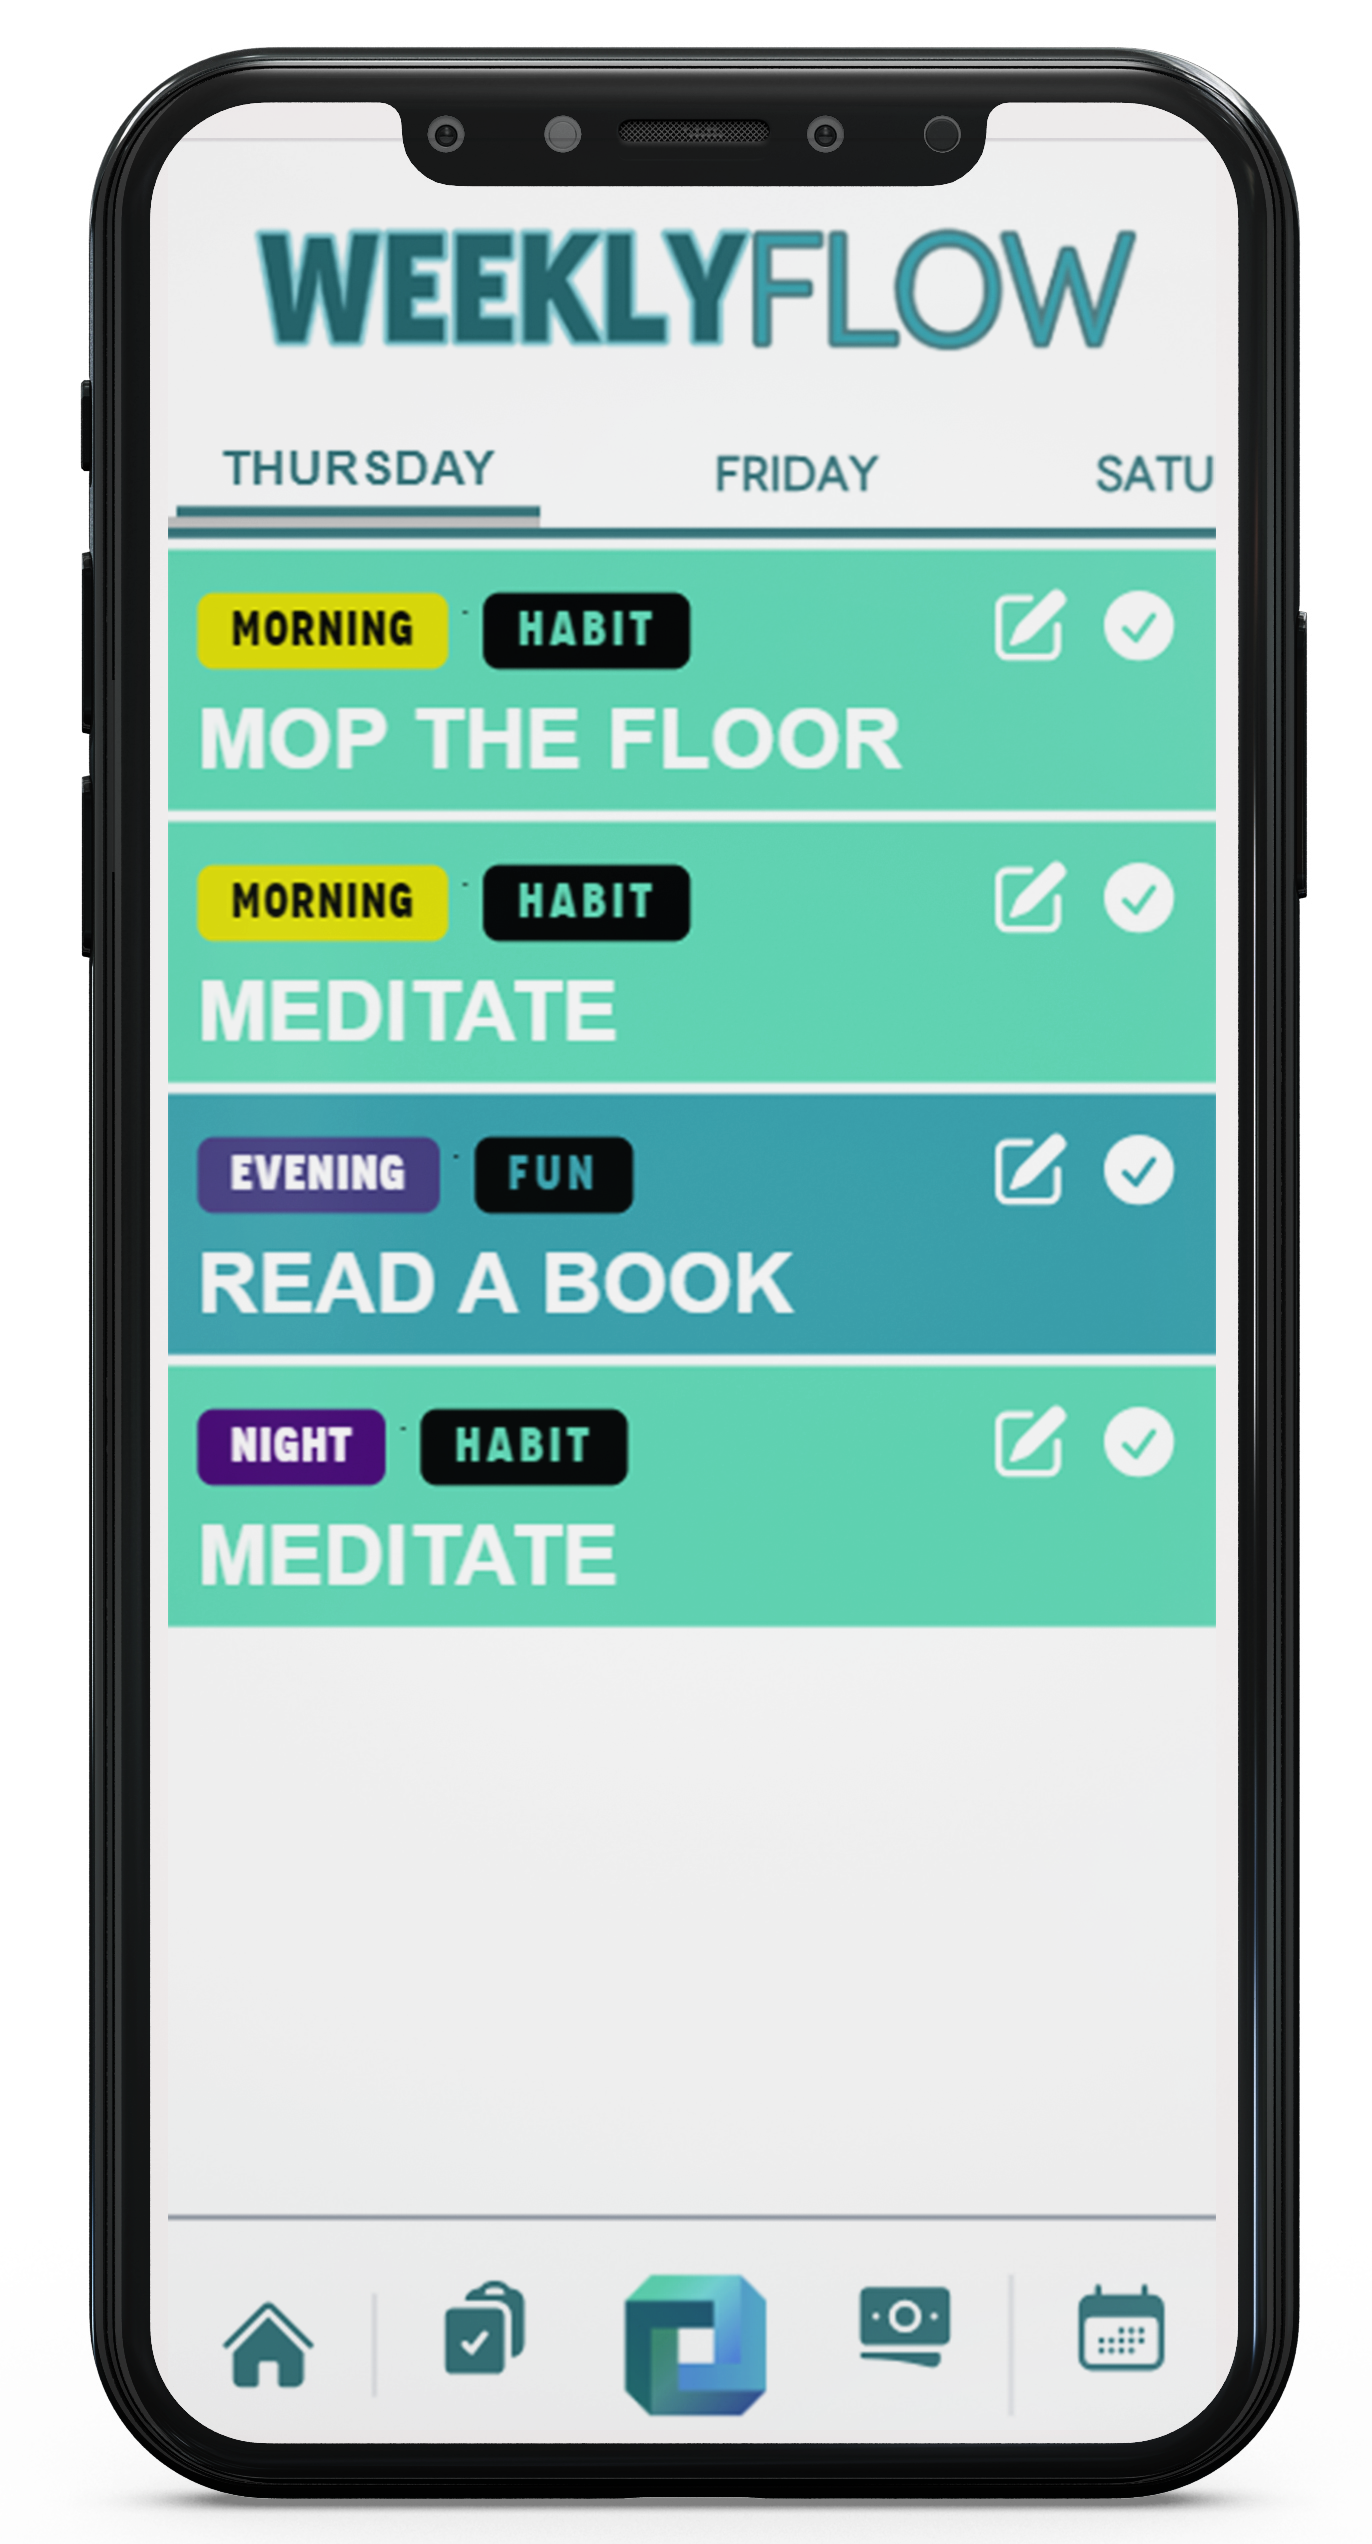 WEEKLYFLOW
THURSDAY FRIDAY SATU
MORNING HABIT
MOP THE FLOOR
MORNING HABIT
MEDITATE
EVENING FUN
READ A BOOK
NIGHT HABIT
MEDITATE